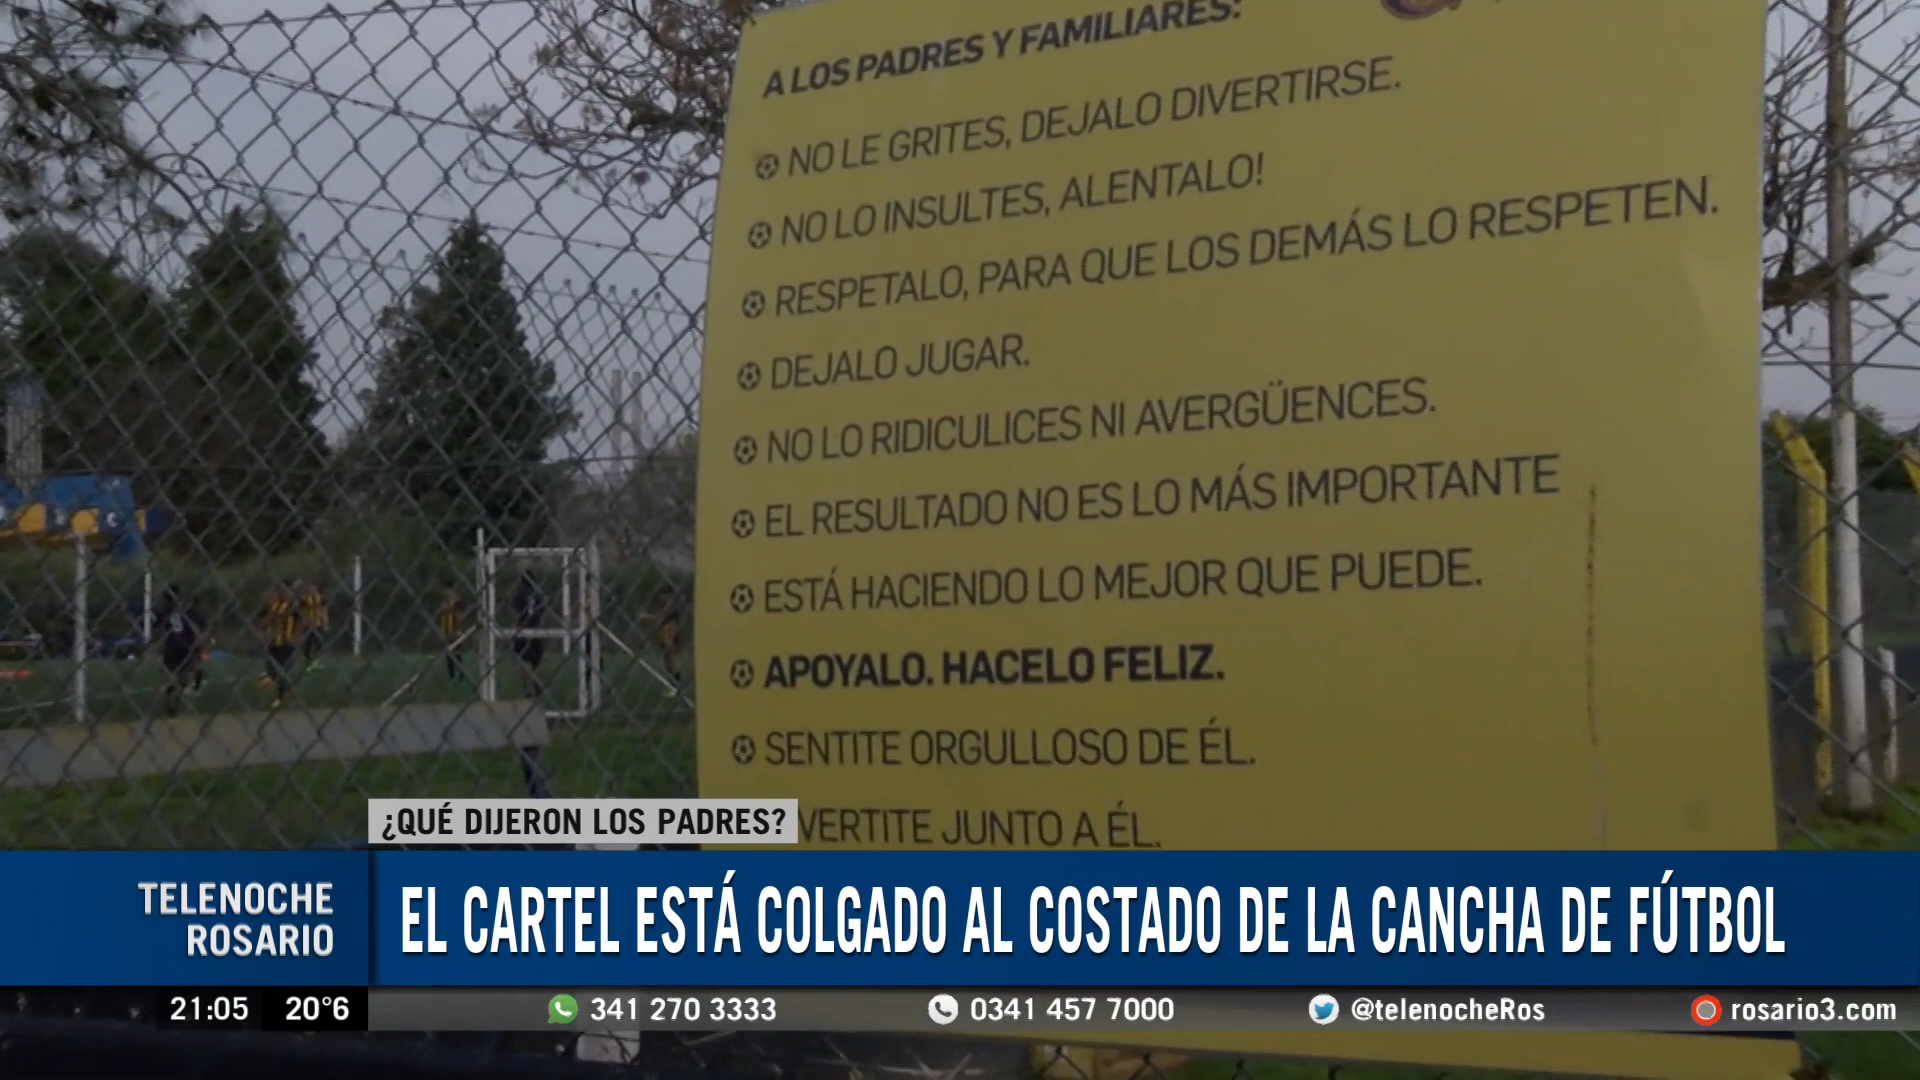 A LOS PADRES Y FAMILIARES:
NO LE GRITES, DEJALO DIVERTIRSE.
NO LO INSULTES, ALENTALO!
RESPETALO, PARA QUE LOS DEMÁS LO RESPETEN.
DEJALO JUGAR.
NO LO RIDICULICES NI AVERGÜENCES.
EL RESULTADO NO ES LO MÁS IMPORTANTE
ESTÁ HACIENDO LO MEJOR QUE PUEDE.
APOYALO. HACELO FELIZ.
SENTITE ORGULLOSO DE ÉL.
VERTITE JUNTO A ÉL.
¿QUÉ DIJERON LOS PADRES?
TELENOCHE
ROSARIO
EL CARTEL ESTÁ COLGADO AL COSTADO DE LA CANCHA DE FÚTBOL
21:05 20°6 341 270 3333 0341 457 7000 @telenocheRos rosario3.com